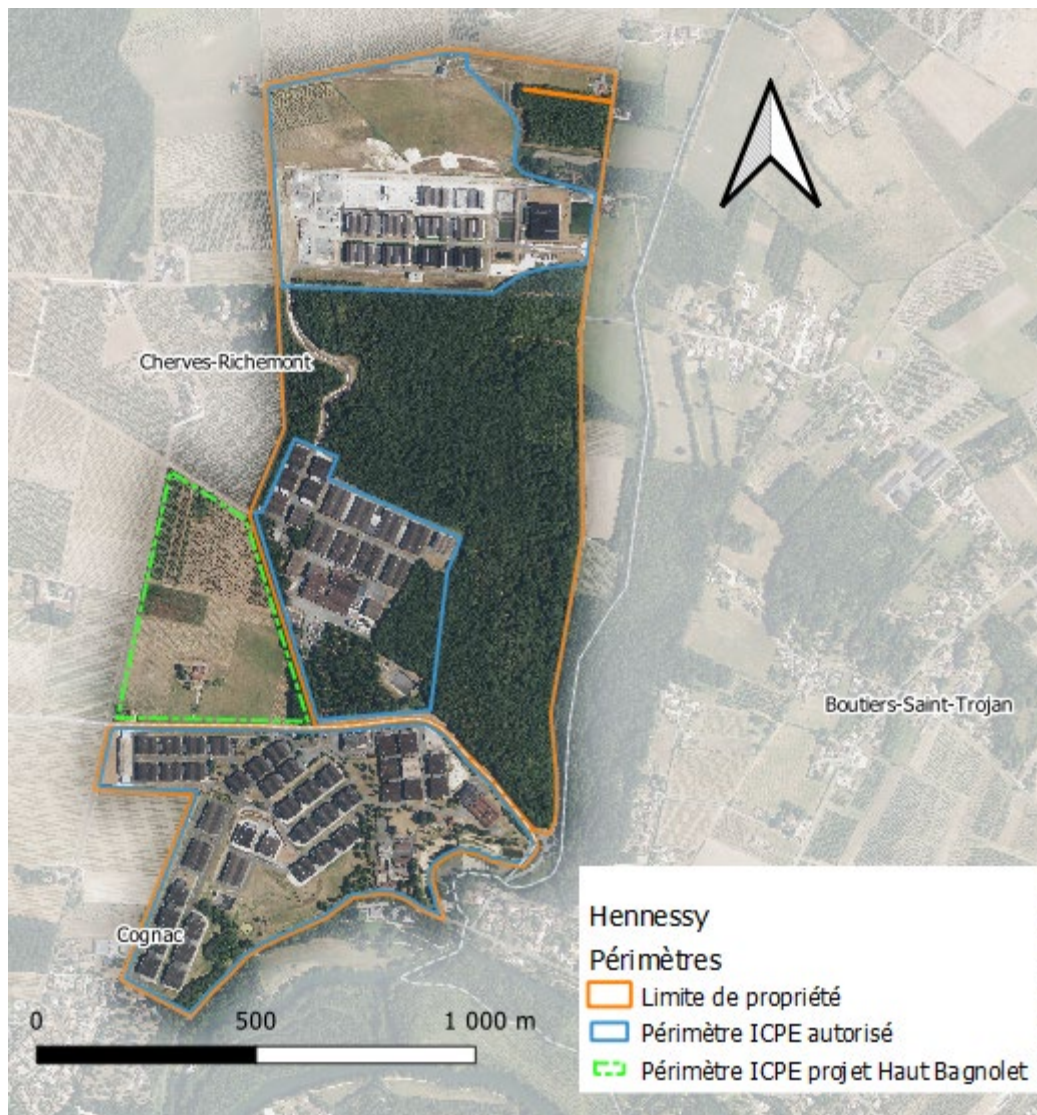 Cherves-Richemont
Boutiers-Saint-Trojan
Cognac
Hennessy
Périmètres
Limite de propriété
Périmètre ICPE autorisé
Périmètre ICPE projet Haut Bagnolet
0 500 1 000 m